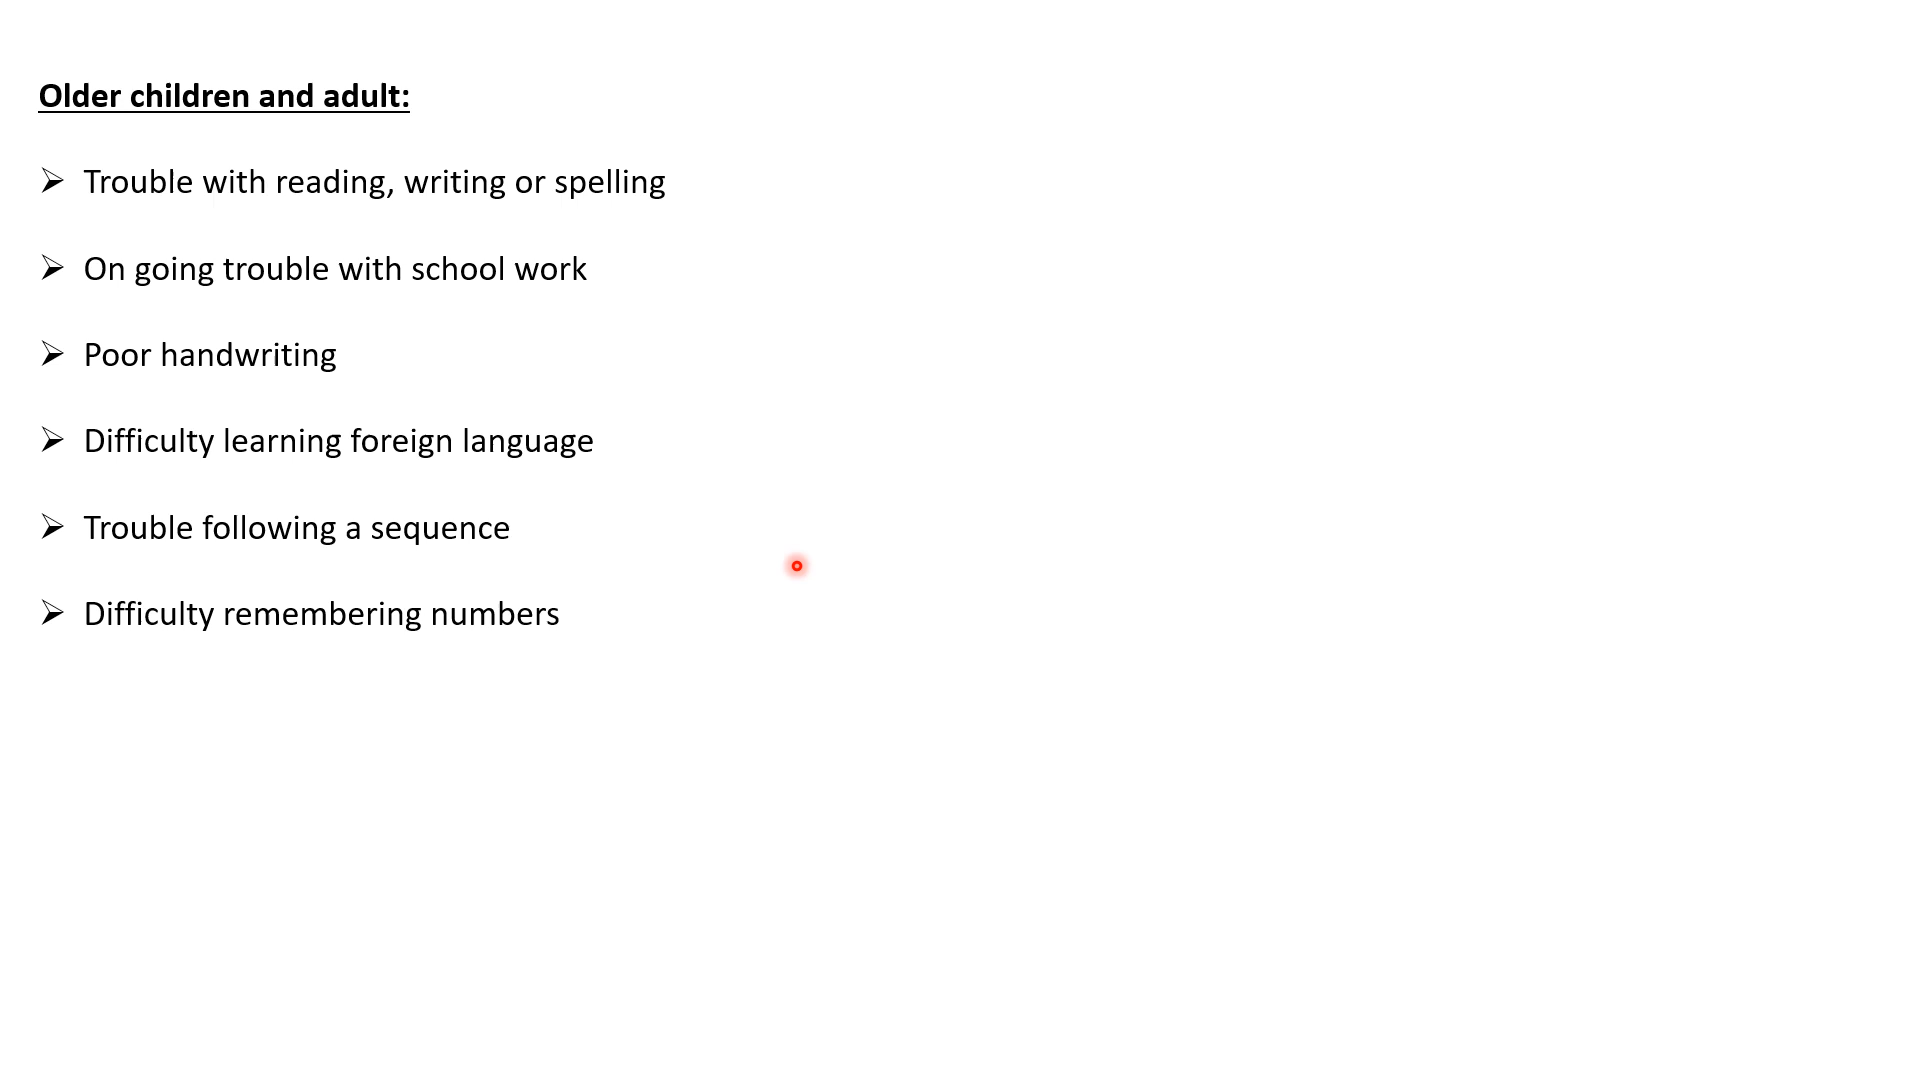 Older children and adult:
➢ Trouble with reading, writing or spelling
➢ On going trouble with school work
➢ Poor handwriting
➢ Difficulty learning foreign language
➢ Trouble following a sequence
➢ Difficulty remembering numbers